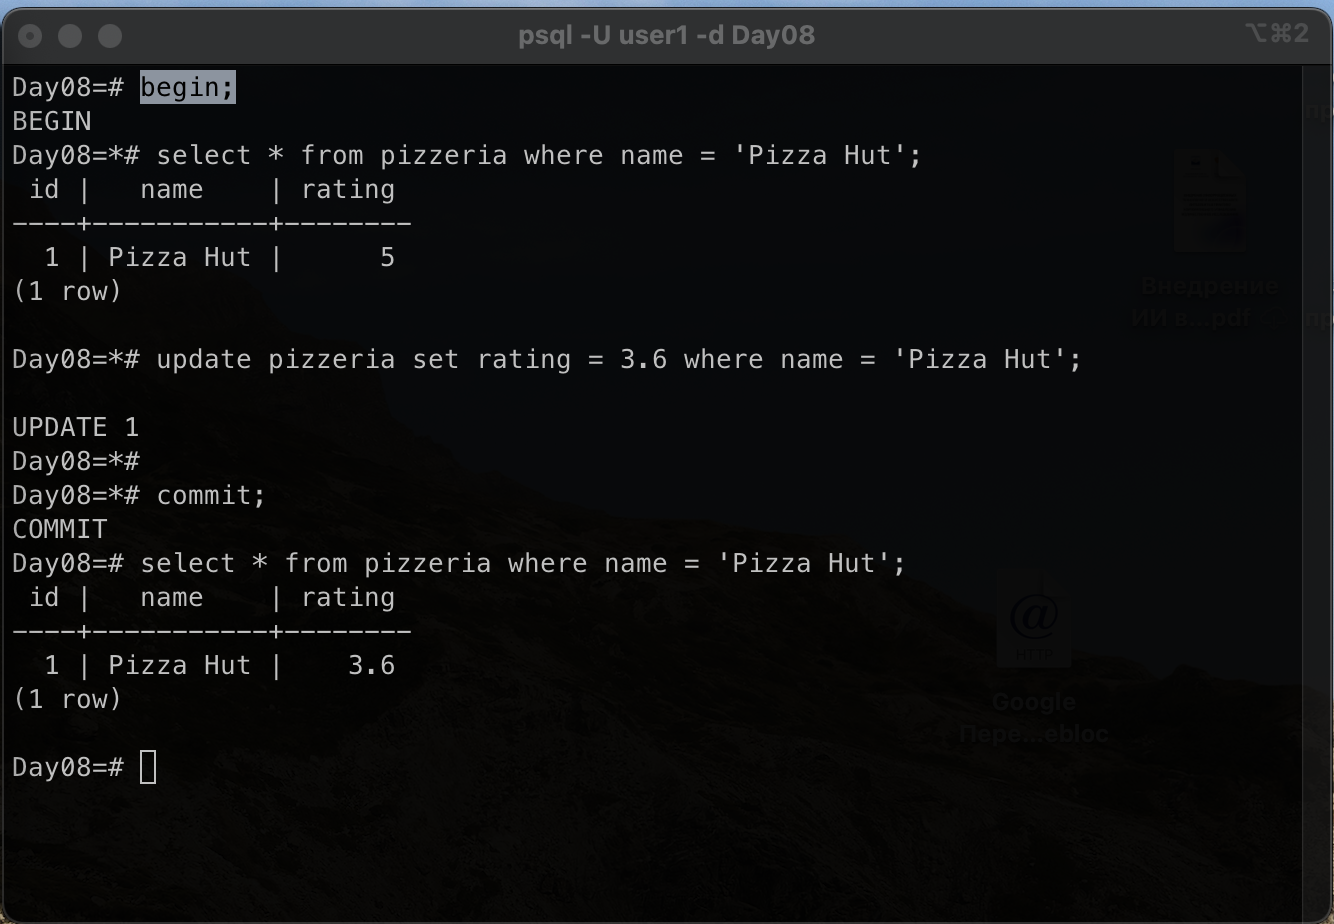 psql -U user1 -d Day08
⌥⌘2
Day08=# begin;
BEGIN
Day08=*# select * from pizzeria where name = 'Pizza Hut';
 id |   name    | rating
----+-----------+--------
  1 | Pizza Hut |      5
(1 row)

Day08=*# update pizzeria set rating = 3.6 where name = 'Pizza Hut';

UPDATE 1
Day08=*#
Day08=*# commit;
COMMIT
Day08=# select * from pizzeria where name = 'Pizza Hut';
 id |   name    | rating
----+-----------+--------
  1 | Pizza Hut |    3.6
(1 row)

Day08=#
Внедрение
ИИ в...pdf
@
HTTP
Google
Пере...ebloc